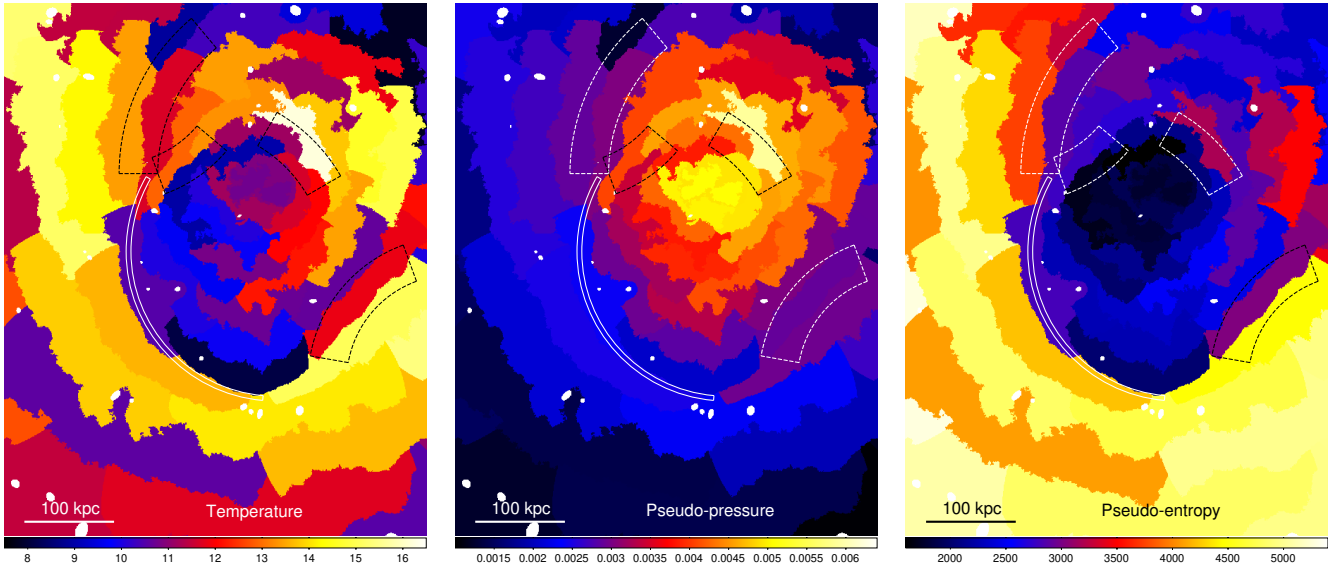 100 kpc Temperature
100 kpc Pseudo-pressure
100 kpc Pseudo-entropy
8 9 10 11 12 13 14 15 16
0.0015 0.002 0.0025 0.003 0.0035 0.004 0.0045 0.005 0.0055 0.006
2000 2500 3000 3500 4000 4500 5000